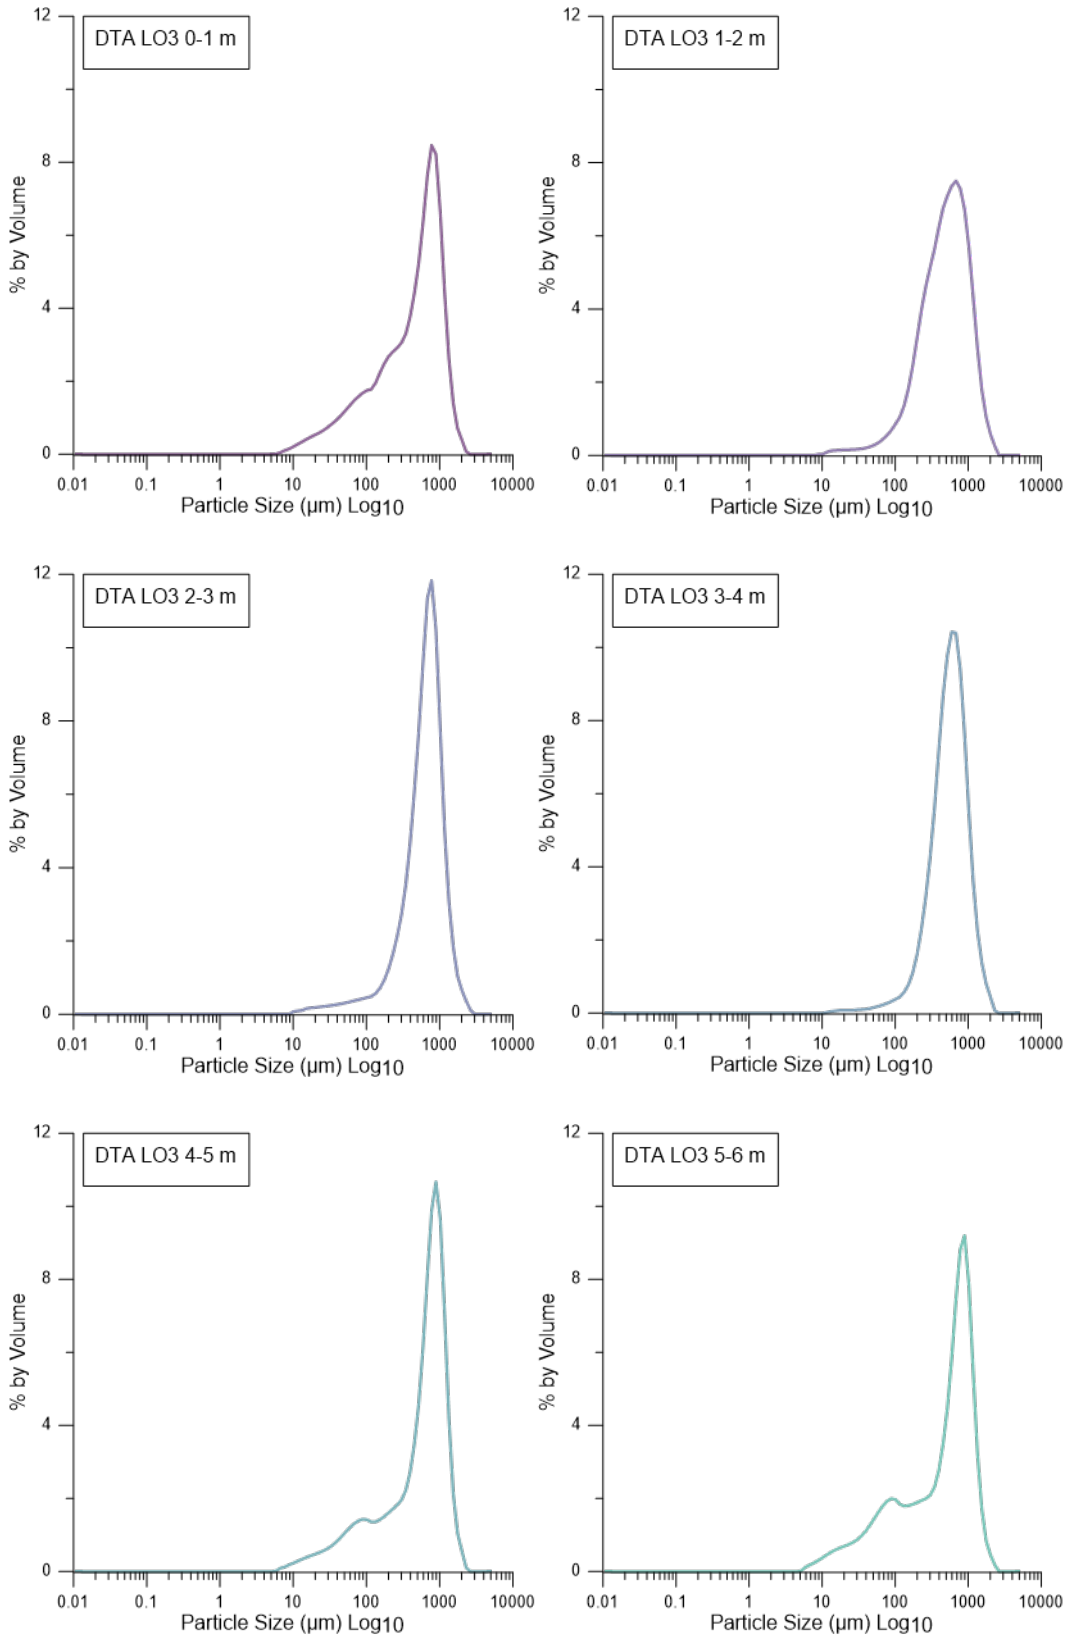 DTA LO3 0-1 m
12
8
4
0
% by Volume
0.01 0.1 1 10 100 1000 10000
Particle Size (µm) Log10
DTA LO3 1-2 m
12
8
4
0
% by Volume
0.01 0.1 1 10 100 1000 10000
Particle Size (µm) Log10
DTA LO3 2-3 m
12
8
4
0
% by Volume
0.01 0.1 1 10 100 1000 10000
Particle Size (µm) Log10
DTA LO3 3-4 m
12
8
4
0
% by Volume
0.01 0.1 1 10 100 1000 10000
Particle Size (µm) Log10
DTA LO3 4-5 m
12
8
4
0
% by Volume
0.01 0.1 1 10 100 1000 10000
Particle Size (µm) Log10
DTA LO3 5-6 m
12
8
4
0
% by Volume
0.01 0.1 1 10 100 1000 10000
Particle Size (µm) Log10